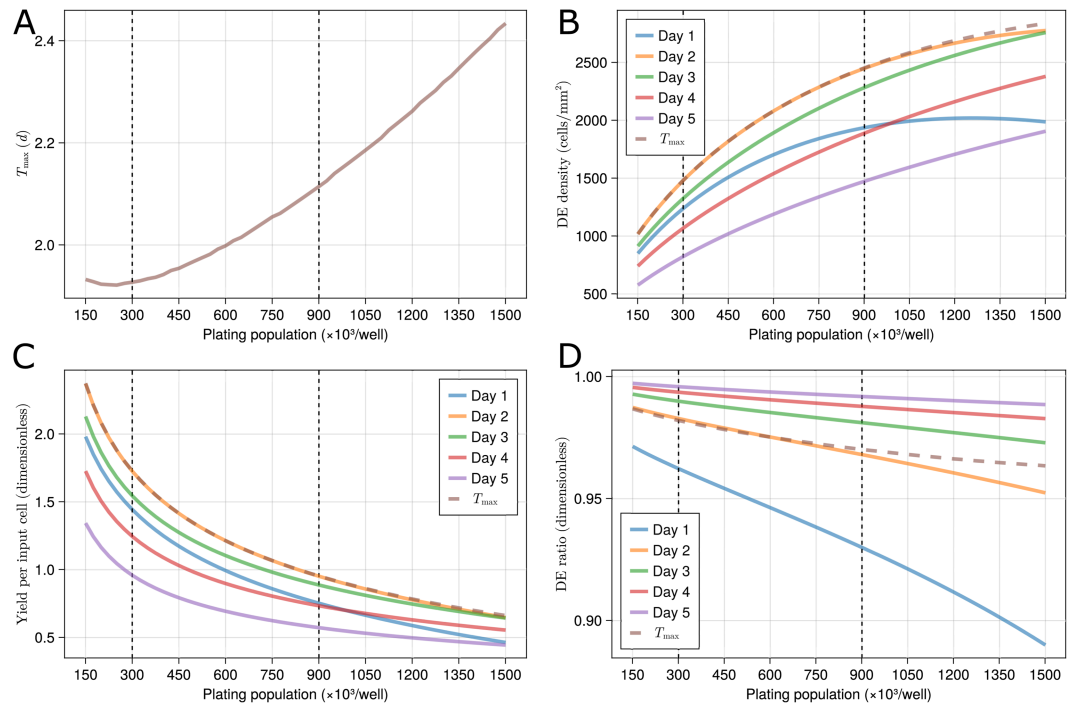 A
2.4
2.2
2.0
T_max (d)
150 300 450 600 750 900 1050 1200 1350 1500
Plating population (×10³/well)
B
2500
2000
1500
1000
500
DE density (cells/mm²)
Day 1
Day 2
Day 3
Day 4
Day 5
T_max
150 300 450 600 750 900 1050 1200 1350 1500
Plating population (×10³/well)
C
2.0
1.5
1.0
0.5
Yield per input cell (dimensionless)
Day 1
Day 2
Day 3
Day 4
Day 5
T_max
150 300 450 600 750 900 1050 1200 1350 1500
Plating population (×10³/well)
D
1.00
0.95
0.90
DE ratio (dimensionless)
Day 1
Day 2
Day 3
Day 4
Day 5
T_max
150 300 450 600 750 900 1050 1200 1350 1500
Plating population (×10³/well)